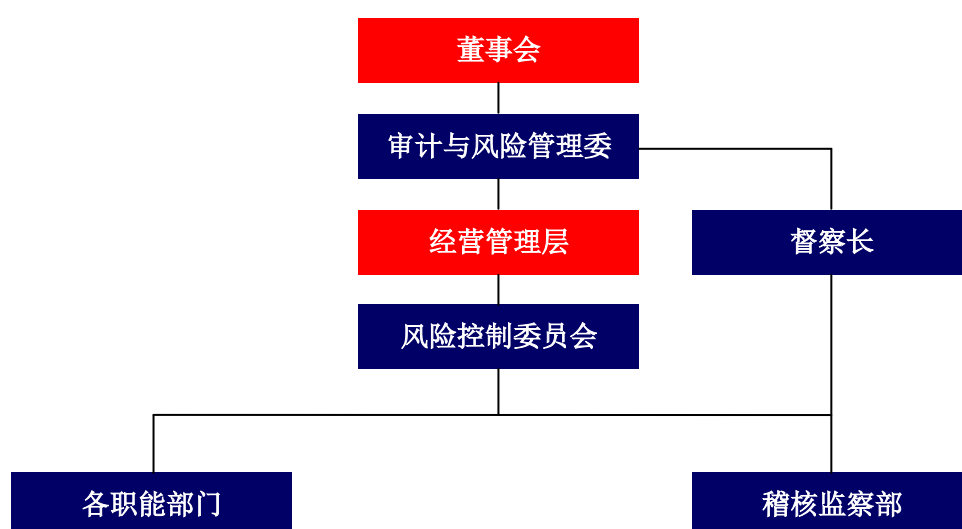 董事会
审计与风险管理委
经营管理层
督察长
风险控制委员会
各职能部门
稽核监察部